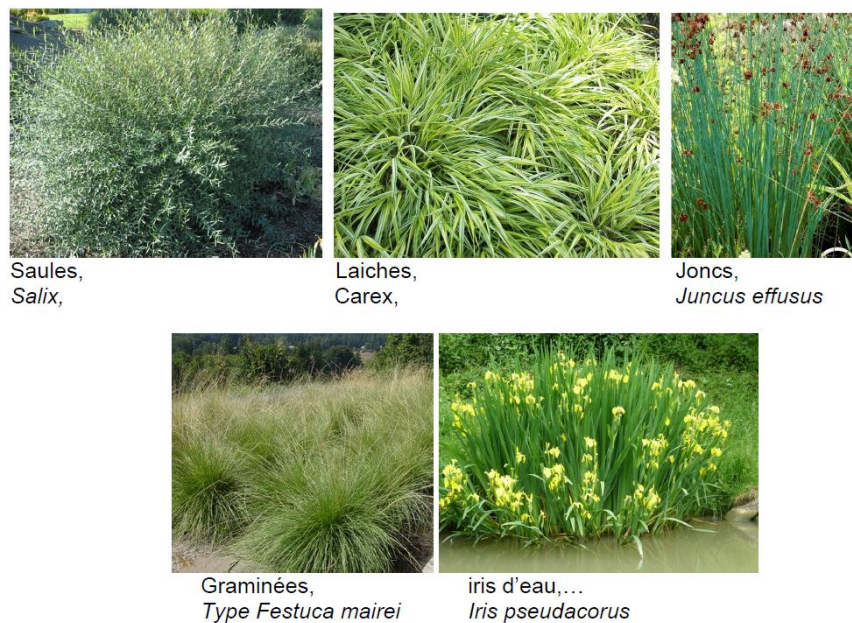 Saules,
Salix,
Laiches,
Carex,
Joncs,
Juncus effusus
Graminées,
Type Festuca mairei
iris d'eau,…
Iris pseudacorus